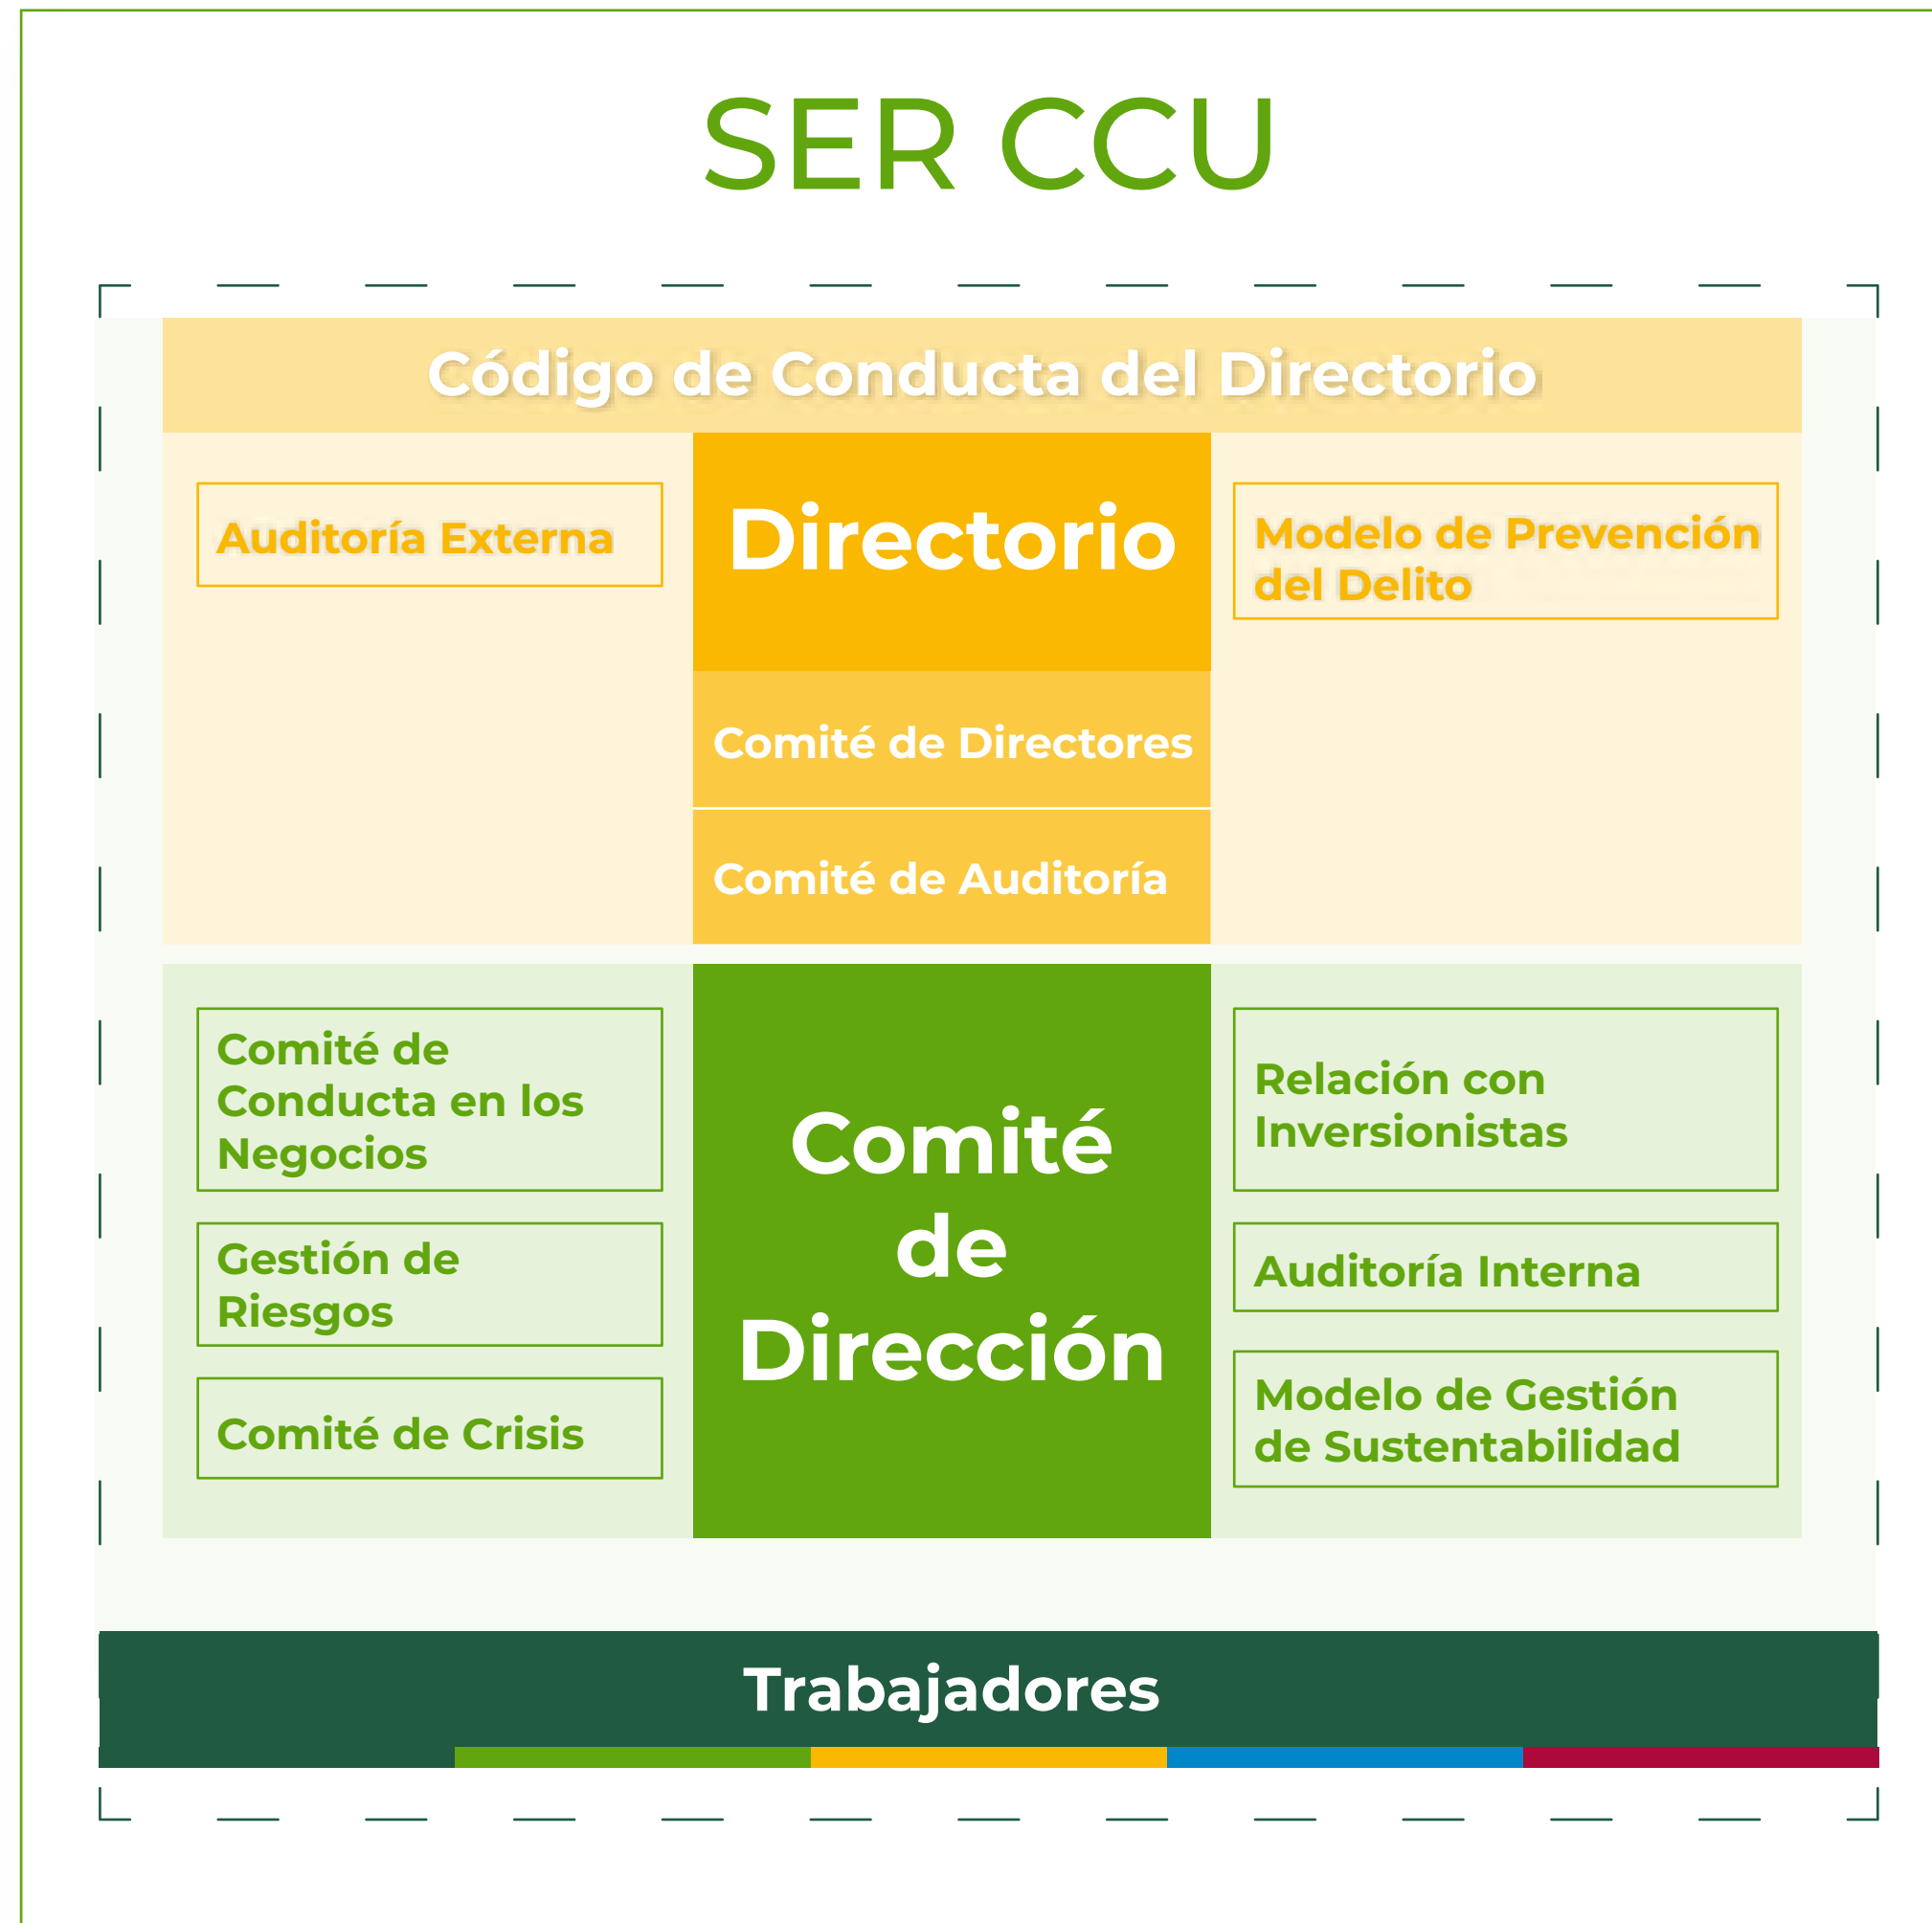 SER CCU
Código de Conducta del Directorio
Auditoría Externa
Directorio
Modelo de Prevención
del Delito
Comité de Directores
Comité de Auditoría
Comité de
Conducta en los
Negocios
Gestión de
Riesgos
Comité de Crisis
Comité
de
Dirección
Relación con
Inversionistas
Auditoría Interna
Modelo de Gestión
de Sustentabilidad
Trabajadores